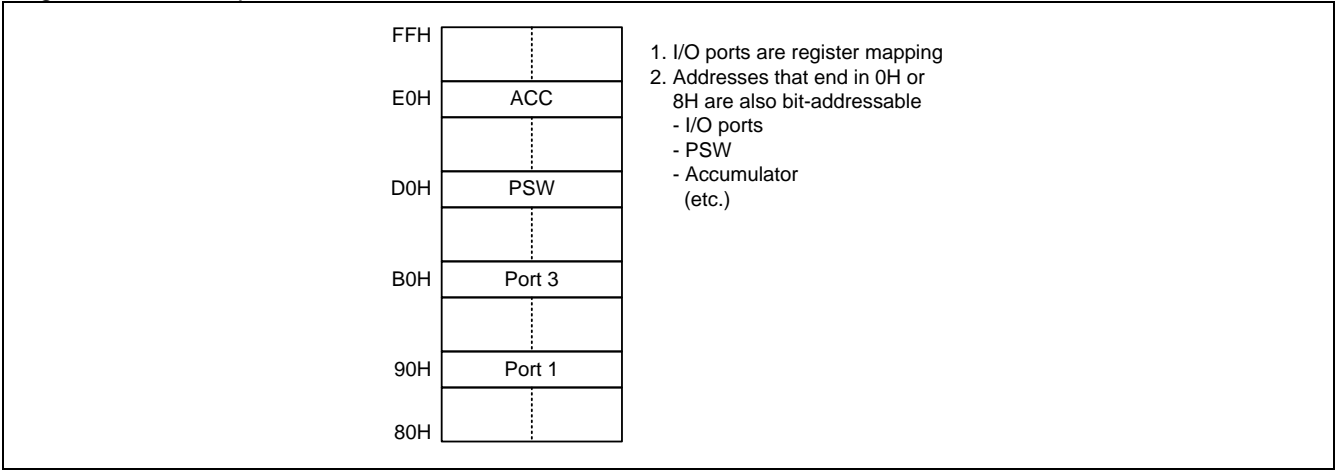 FFH
E0H ACC
D0H PSW
B0H Port 3
90H Port 1
80H
1. I/O ports are register mapping
2. Addresses that end in 0H or
8H are also bit-addressable
- I/O ports
- PSW
- Accumulator
(etc.)